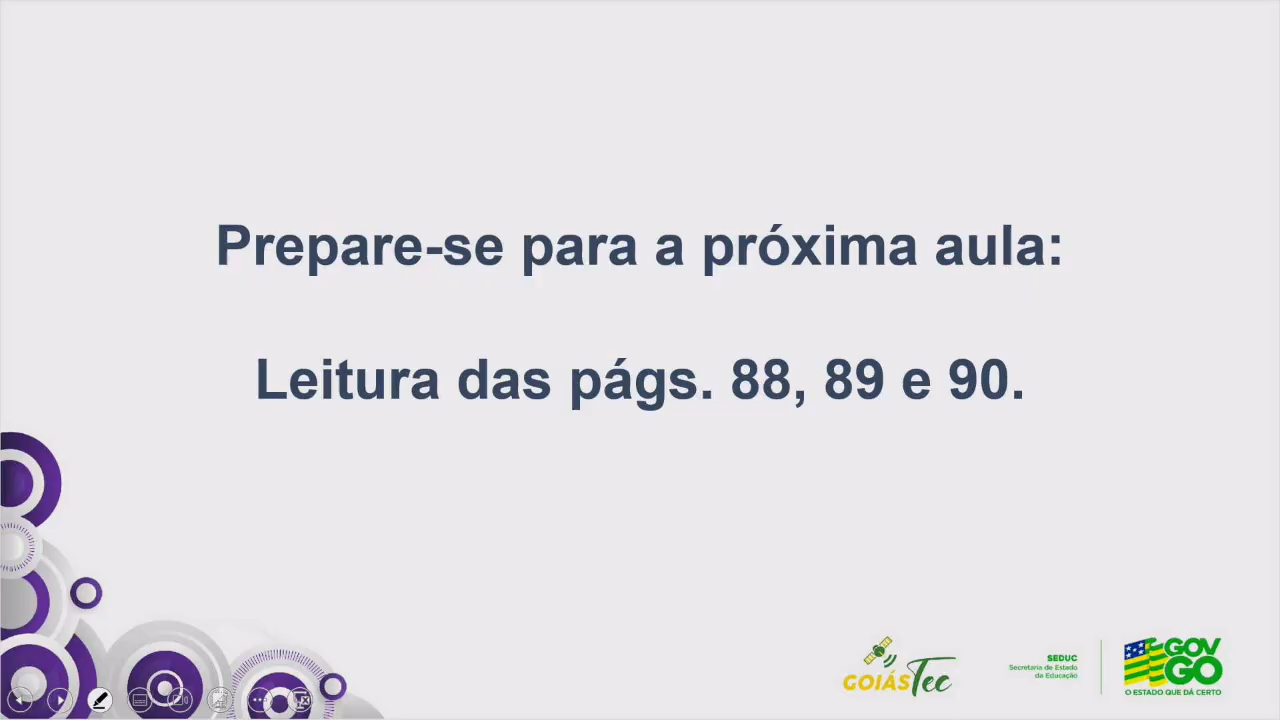 Prepare-se para a próxima aula:
Leitura das págs. 88, 89 e 90.
GOIÁSTec
SEDUC
Secretaria de Estado
da Educação
GOV
GO
O ESTADO QUE DÁ CERTO